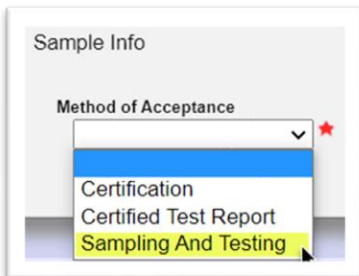 Sample Info
Method of Acceptance
Certification
Certified Test Report
Sampling And Testing